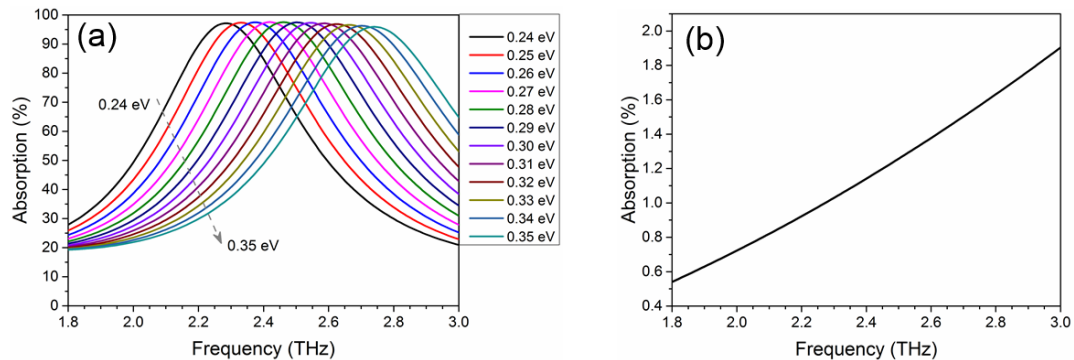 (a)
100
90
80
70
60
50
40
30
20
10
0
Absorption (%)
0.24 eV
0.35 eV
1.8 2.0 2.2 2.4 2.6 2.8 3.0
Frequency (THz)
0.24 eV
0.25 eV
0.26 eV
0.27 eV
0.28 eV
0.29 eV
0.30 eV
0.31 eV
0.32 eV
0.33 eV
0.34 eV
0.35 eV
(b)
2.0
1.8
1.6
1.4
1.2
1.0
0.8
0.6
0.4
Absorption (%)
1.8 2.0 2.2 2.4 2.6 2.8 3.0
Frequency (THz)